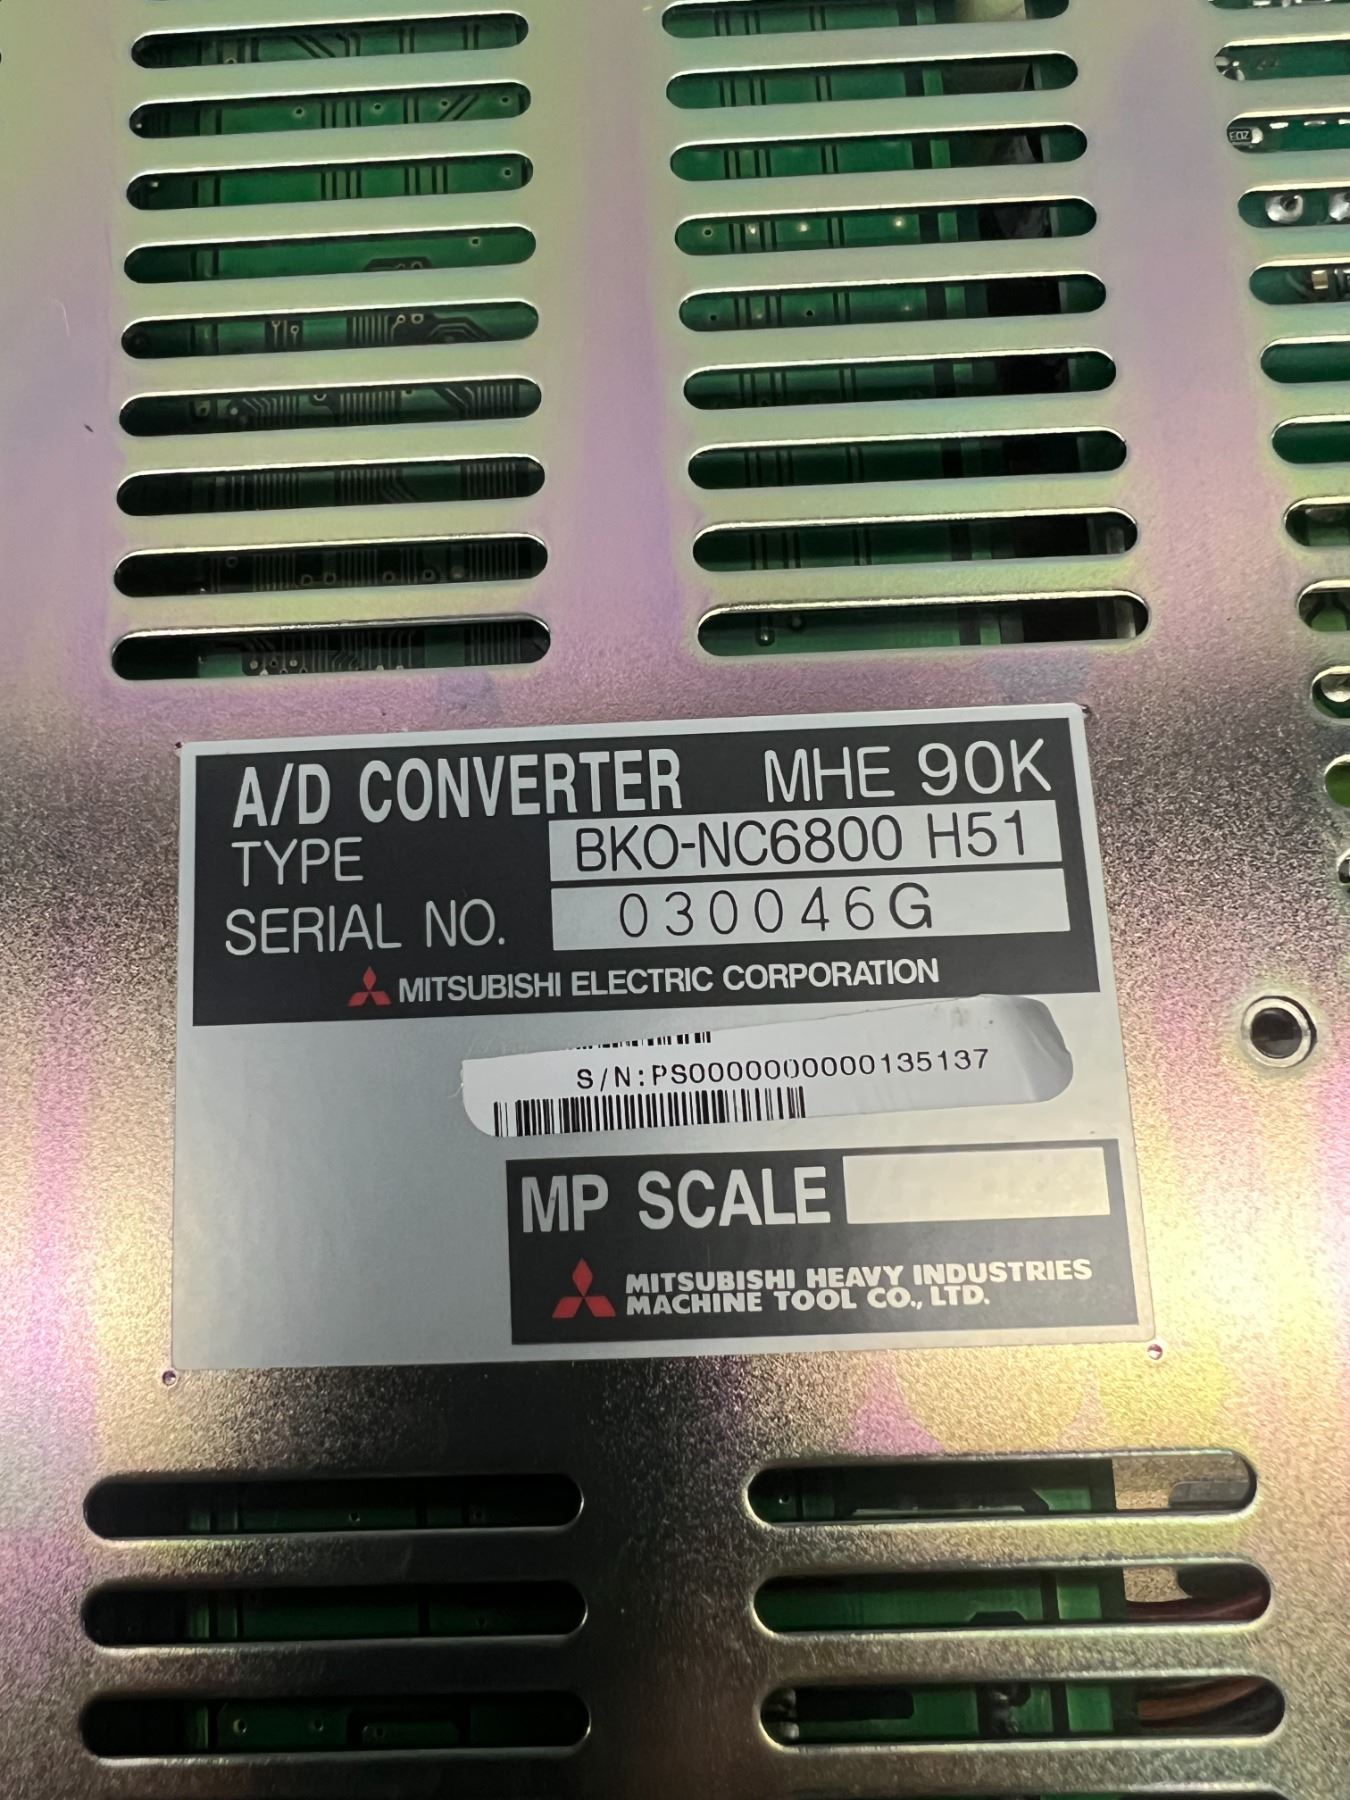 A/D CONVERTER MHE 90K
TYPE BKO-NC6800 H51
SERIAL NO. 030046G
MITSUBISHI ELECTRIC CORPORATION
S/N:PS0000000000135137
MP SCALE
MITSUBISHI HEAVY INDUSTRIES
MACHINE TOOL CO., LTD.